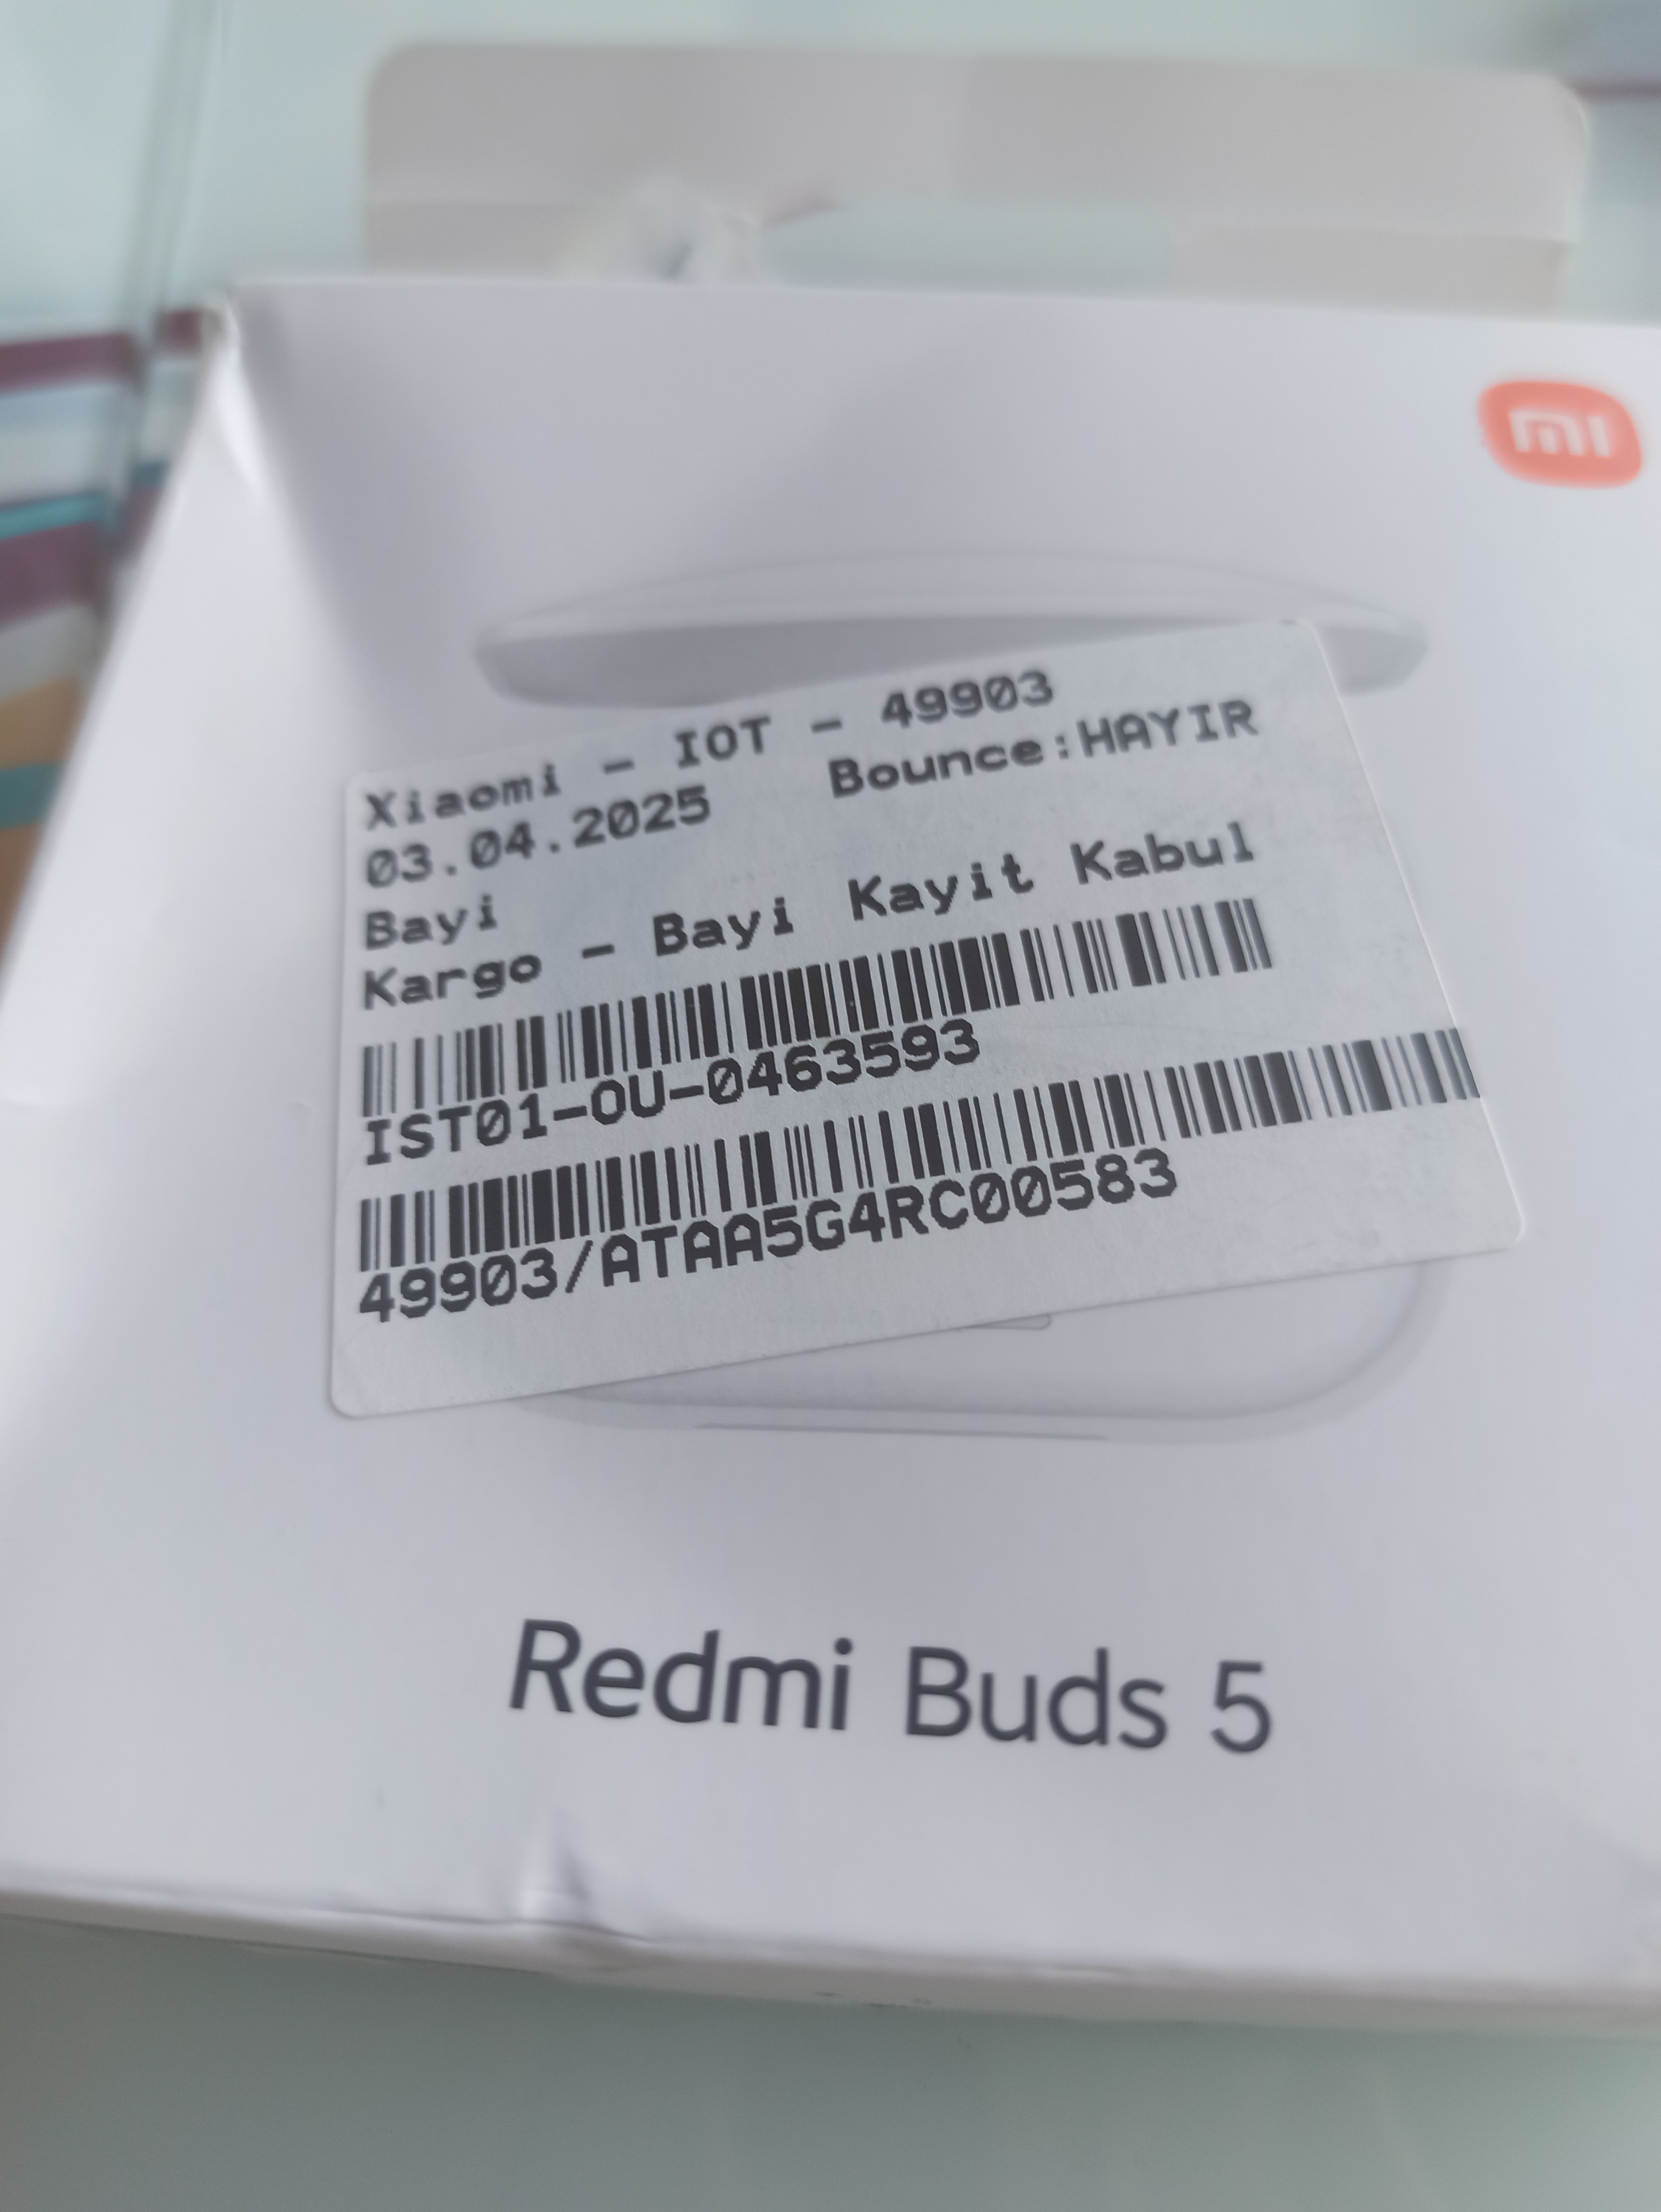 mi
Xiaomi - IOT - 49903
03.04.2025 Bounce:HAYIR
Bayi
Kargo - Bayi Kayit Kabul
IST01-OU-0463593
49903/ATAA5G4RC00583
Redmi Buds 5